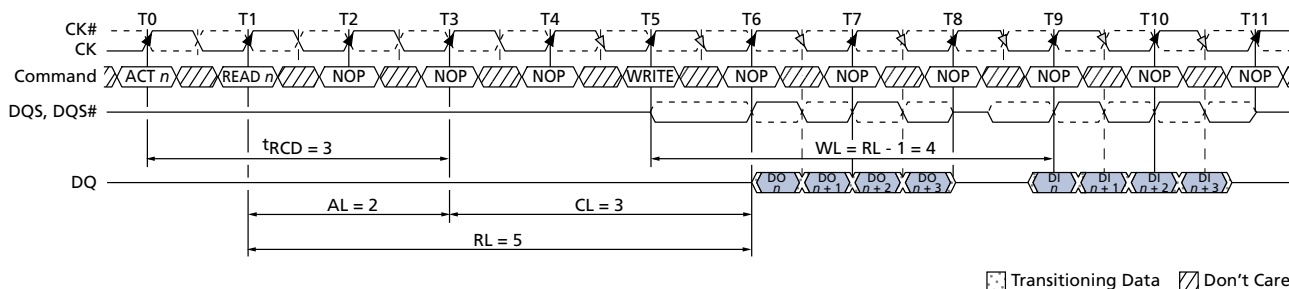 T0 T1 T2 T3 T4 T5 T6 T7 T8 T9 T10 T11
CK#
CK
Command ACT n READ n NOP NOP NOP WRITE NOP NOP NOP NOP NOP NOP
DQS, DQS#
tRCD = 3 WL = RL - 1 = 4
DQ DO n DO n + 1 DO n + 2 DO n + 3 DI n DI n + 1 DI n + 2 DI n + 3
AL = 2 CL = 3
RL = 5
Transitioning Data Don't Care